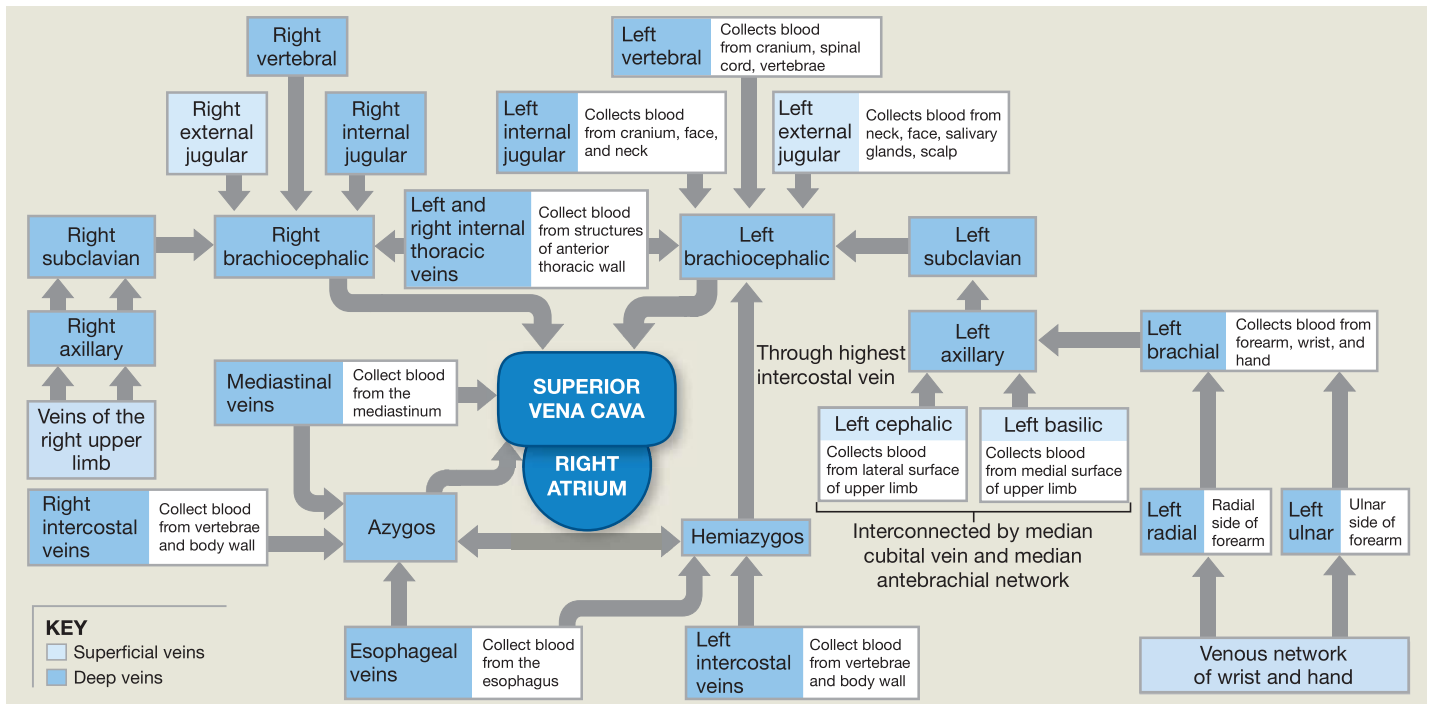 Right
vertebral
Left
vertebral
Collects blood
from cranium, spinal
cord, vertebrae
Right
external
jugular
Right
internal
jugular
Left
internal
jugular
Collects blood
from cranium, face,
and neck
Left
external
jugular
Collects blood from
neck, face, salivary
glands, scalp
Right
subclavian
Right
brachiocephalic
Left and
right internal
thoracic
veins
Collect blood
from structures
of anterior
thoracic wall
Left
brachiocephalic
Left
subclavian
Right
axillary
Left
axillary
Left
brachial
Collects blood from
forearm, wrist, and
hand
Through highest
intercostal vein
Mediastinal
veins
Collect blood
from the
mediastinum
SUPERIOR
VENA CAVA
RIGHT
ATRIUM
Veins of the
right upper
limb
Left cephalic
Collects blood
from lateral surface
of upper limb
Left basilic
Collects blood
from medial surface
of upper limb
Interconnected by median
cubital vein and median
antebrachial network
Right
intercostal
veins
Collect blood
from vertebrae
and body wall
Azygos
Hemiazygos
Left
radial
Radial
side of
forearm
Left
ulnar
Ulnar
side of
forearm
Esophageal
veins
Collect blood
from the
esophagus
Left
intercostal
veins
Collect blood
from vertebrae
and body wall
Venous network
of wrist and hand
KEY
Superficial veins
Deep veins